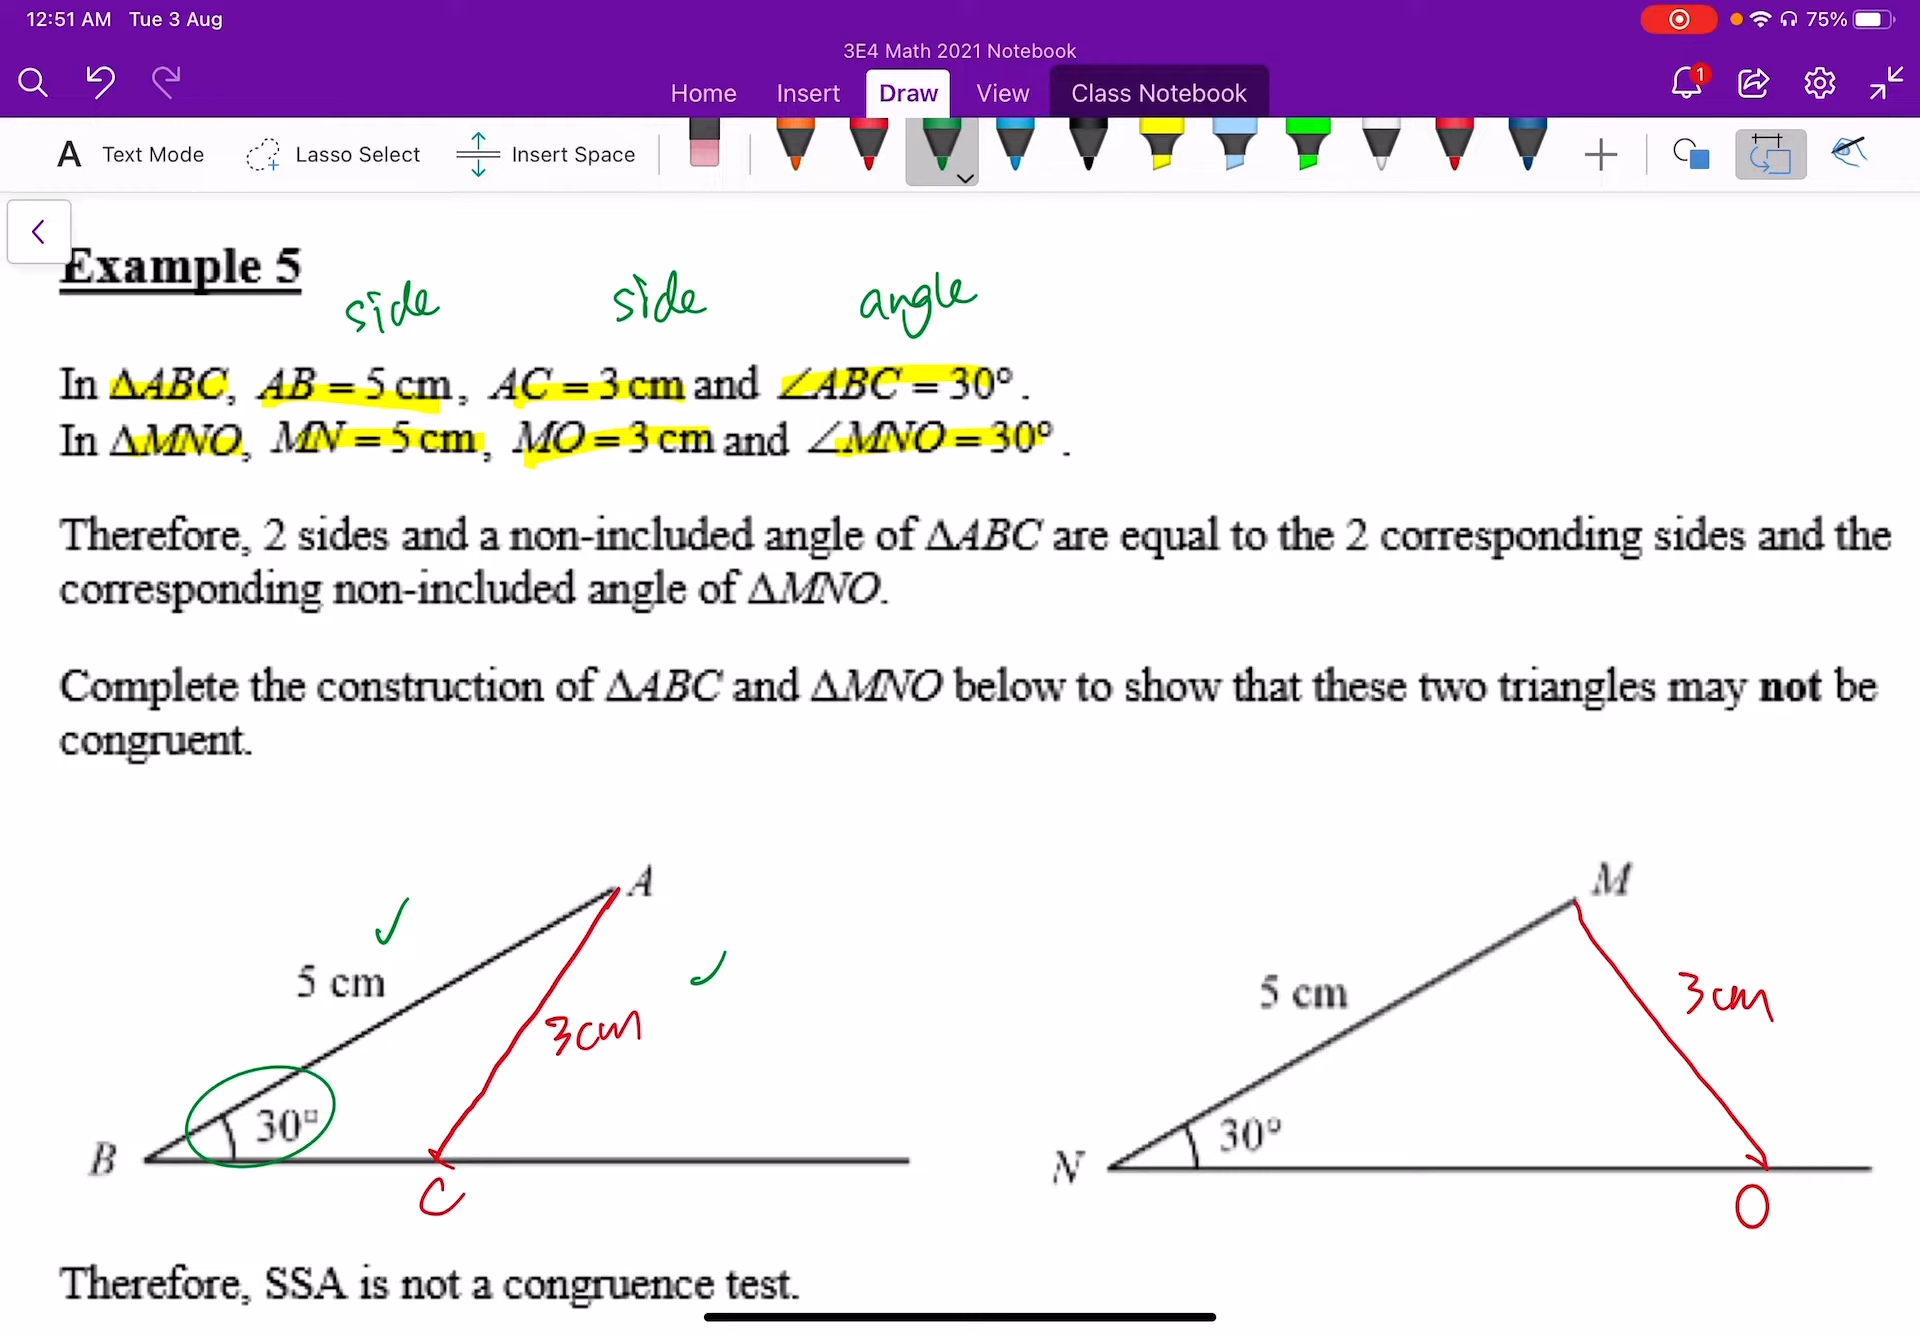 12:51 AM Tue 3 Aug
75%
3E4 Math 2021 Notebook
Home Insert Draw View Class Notebook
1
A Text Mode Lasso Select Insert Space
Example 5
side side angle
In ΔABC, AB = 5 cm, AC = 3 cm and ∠ABC = 30°.
In ΔMNO, MN = 5 cm, MO = 3 cm and ∠MNO = 30°.
Therefore, 2 sides and a non-included angle of ΔABC are equal to the 2 corresponding sides and the
corresponding non-included angle of ΔMNO.
Complete the construction of ΔABC and ΔMNO below to show that these two triangles may not be
congruent.
A
5 cm
3cm
30°
B
C
M
5 cm
3cm
30°
N
O
Therefore, SSA is not a congruence test.